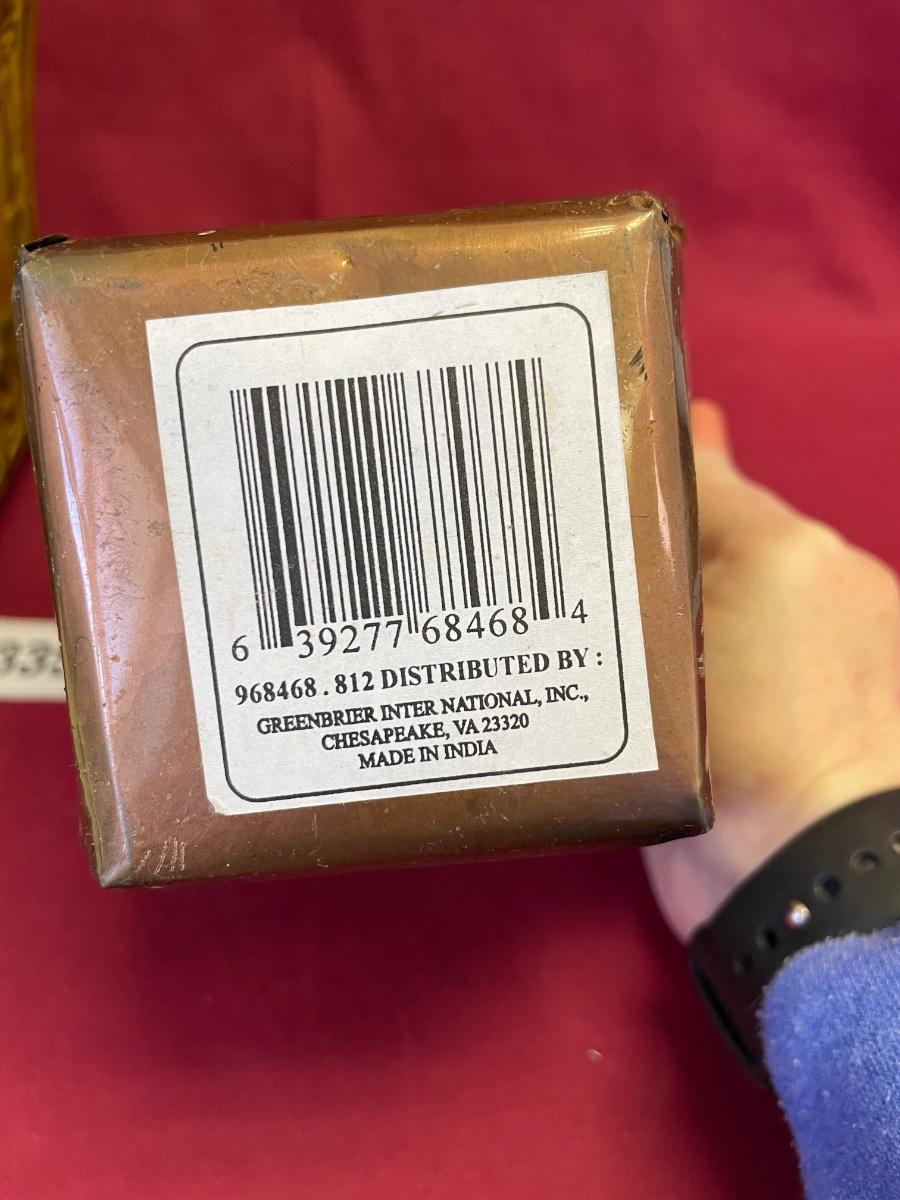 6 39277 68468 4
968468.812 DISTRIBUTED BY :
GREENBRIER INTER NATIONAL, INC.,
CHESAPEAKE, VA 23320
MADE IN INDIA